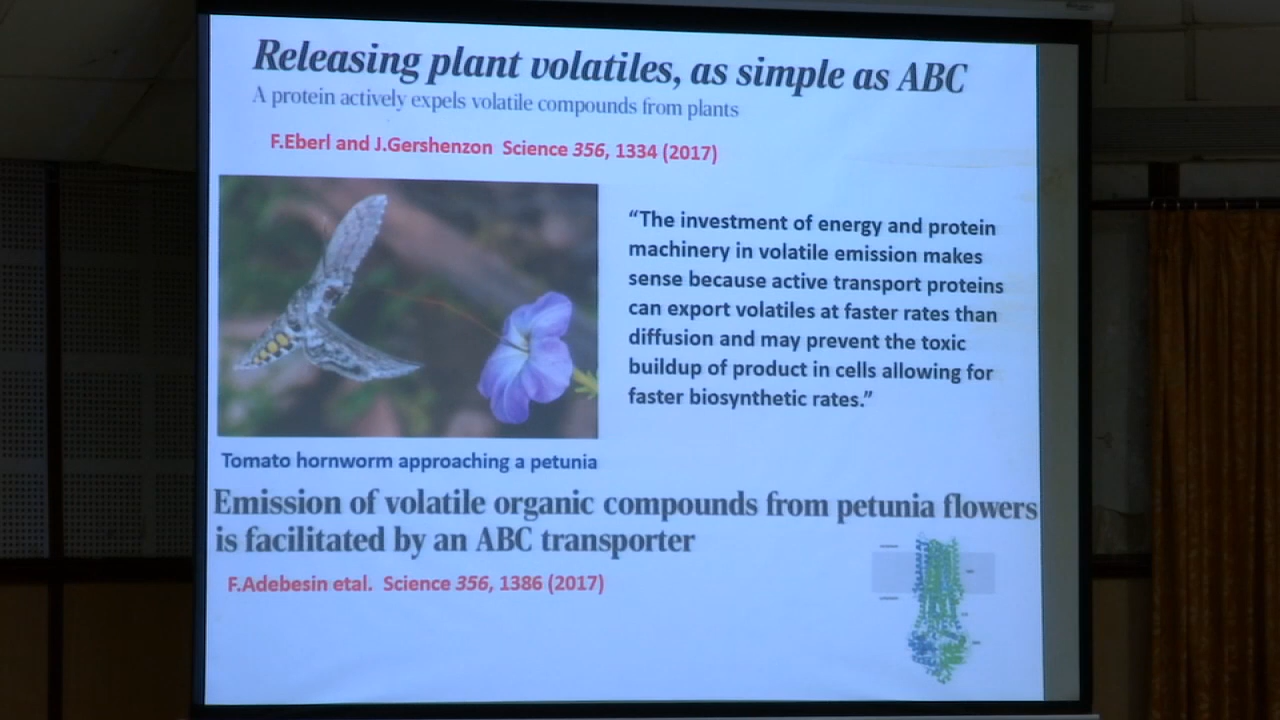 Releasing plant volatiles, as simple as ABC
A protein actively expels volatile compounds from plants
F.Eberl and J.Gershenzon Science 356, 1334 (2017)
“The investment of energy and protein
machinery in volatile emission makes
sense because active transport proteins
can export volatiles at faster rates than
diffusion and may prevent the toxic
buildup of product in cells allowing for
faster biosynthetic rates.”
Tomato hornworm approaching a petunia
Emission of volatile organic compounds from petunia flowers
is facilitated by an ABC transporter
F.Adebesin etal. Science 356, 1386 (2017)